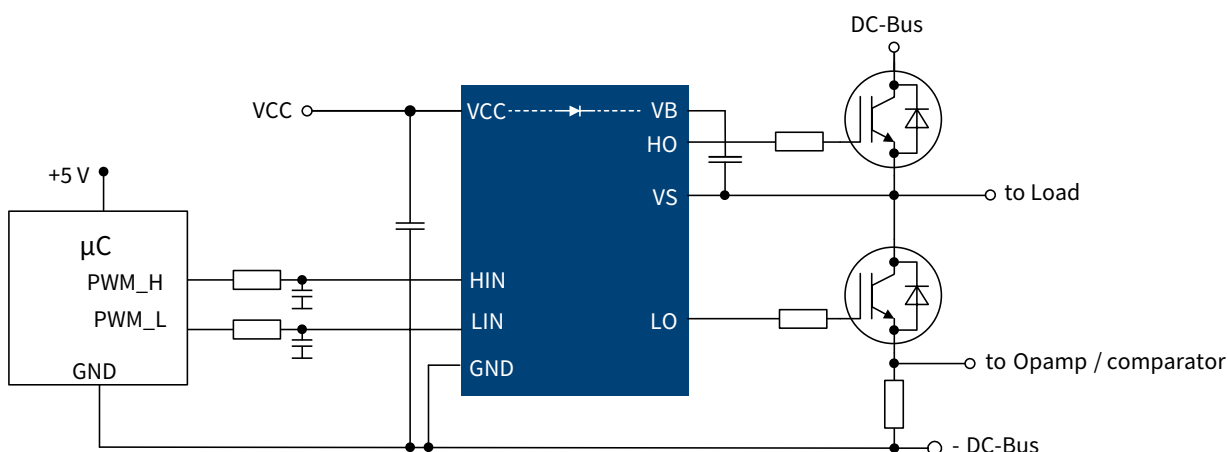 DC-Bus
VCC
VCC
VB
HO
+5 V
VS
to Load
µC
PWM_H
HIN
PWM_L
LIN
LO
GND
GND
to Opamp / comparator
- DC-Bus